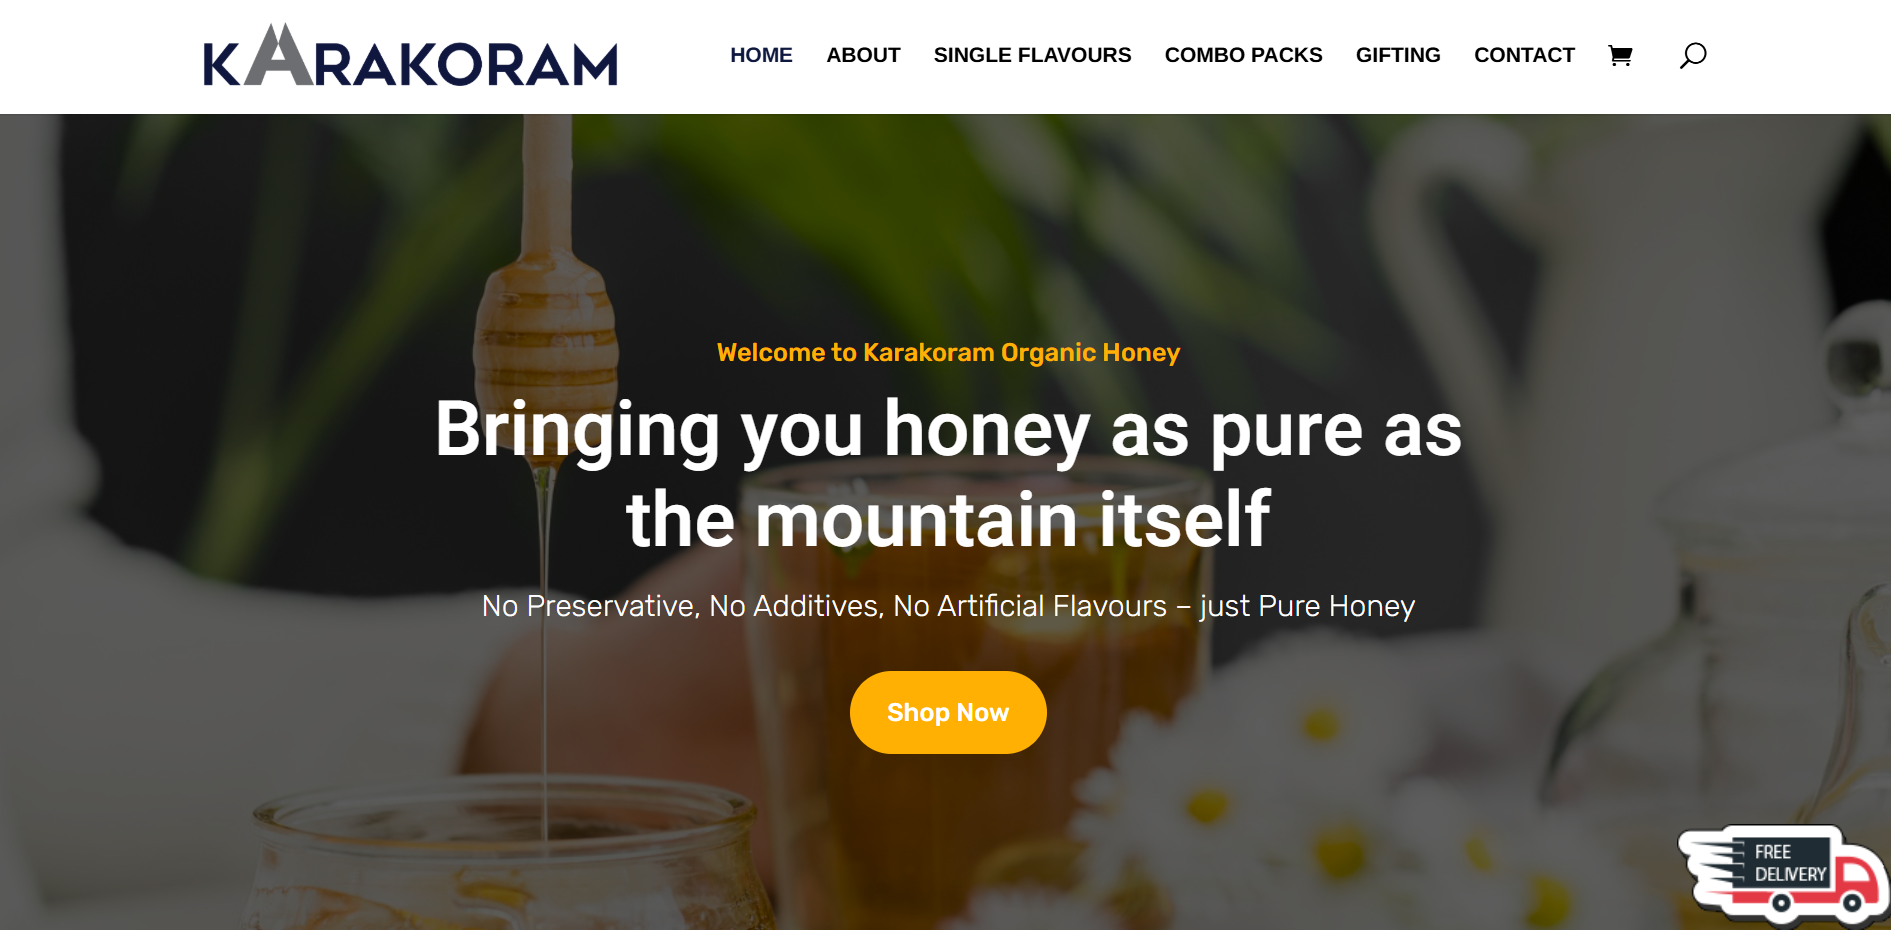 KARAKORAM
HOME ABOUT SINGLE FLAVOURS COMBO PACKS GIFTING CONTACT
Welcome to Karakoram Organic Honey
Bringing you honey as pure as
the mountain itself
No Preservative, No Additives, No Artificial Flavours – just Pure Honey
Shop Now
FREE
DELIVERY